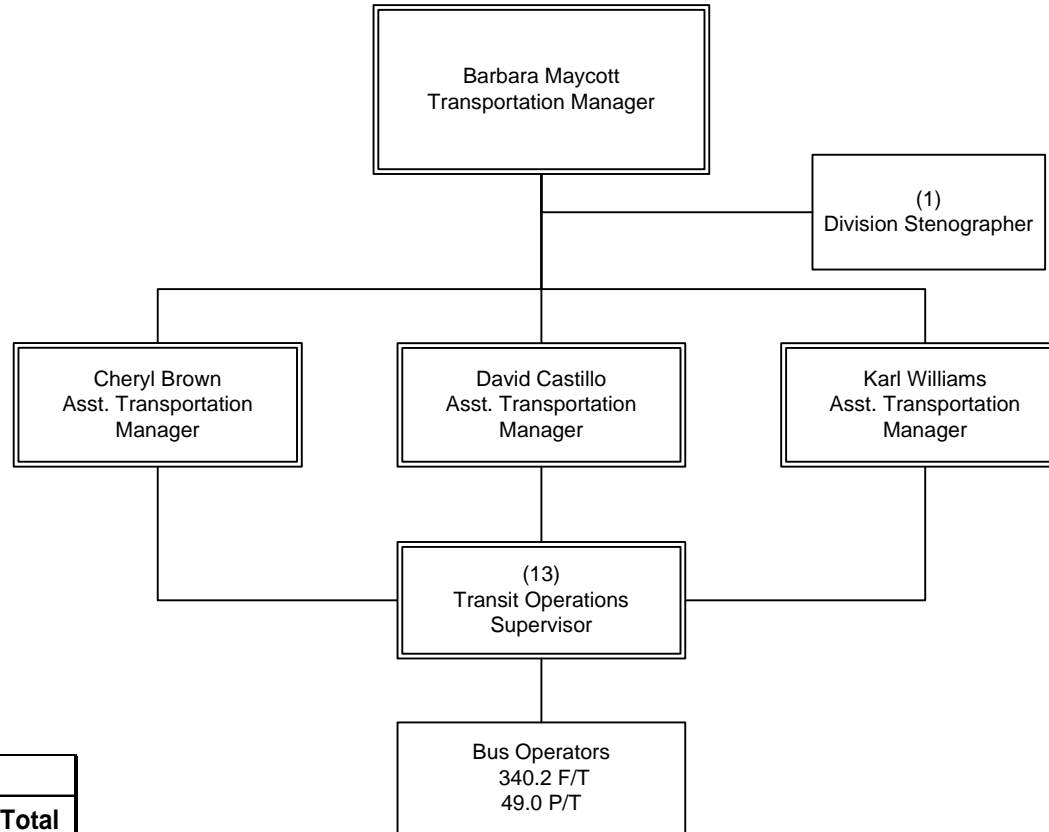 Barbara Maycott
Transportation Manager
(1)
Division Stenographer
Cheryl Brown
Asst. Transportation
Manager
David Castillo
Asst. Transportation
Manager
Karl Williams
Asst. Transportation
Manager
(13)
Transit Operations
Supervisor
Bus Operators
340.2 F/T
49.0 P/T
Total